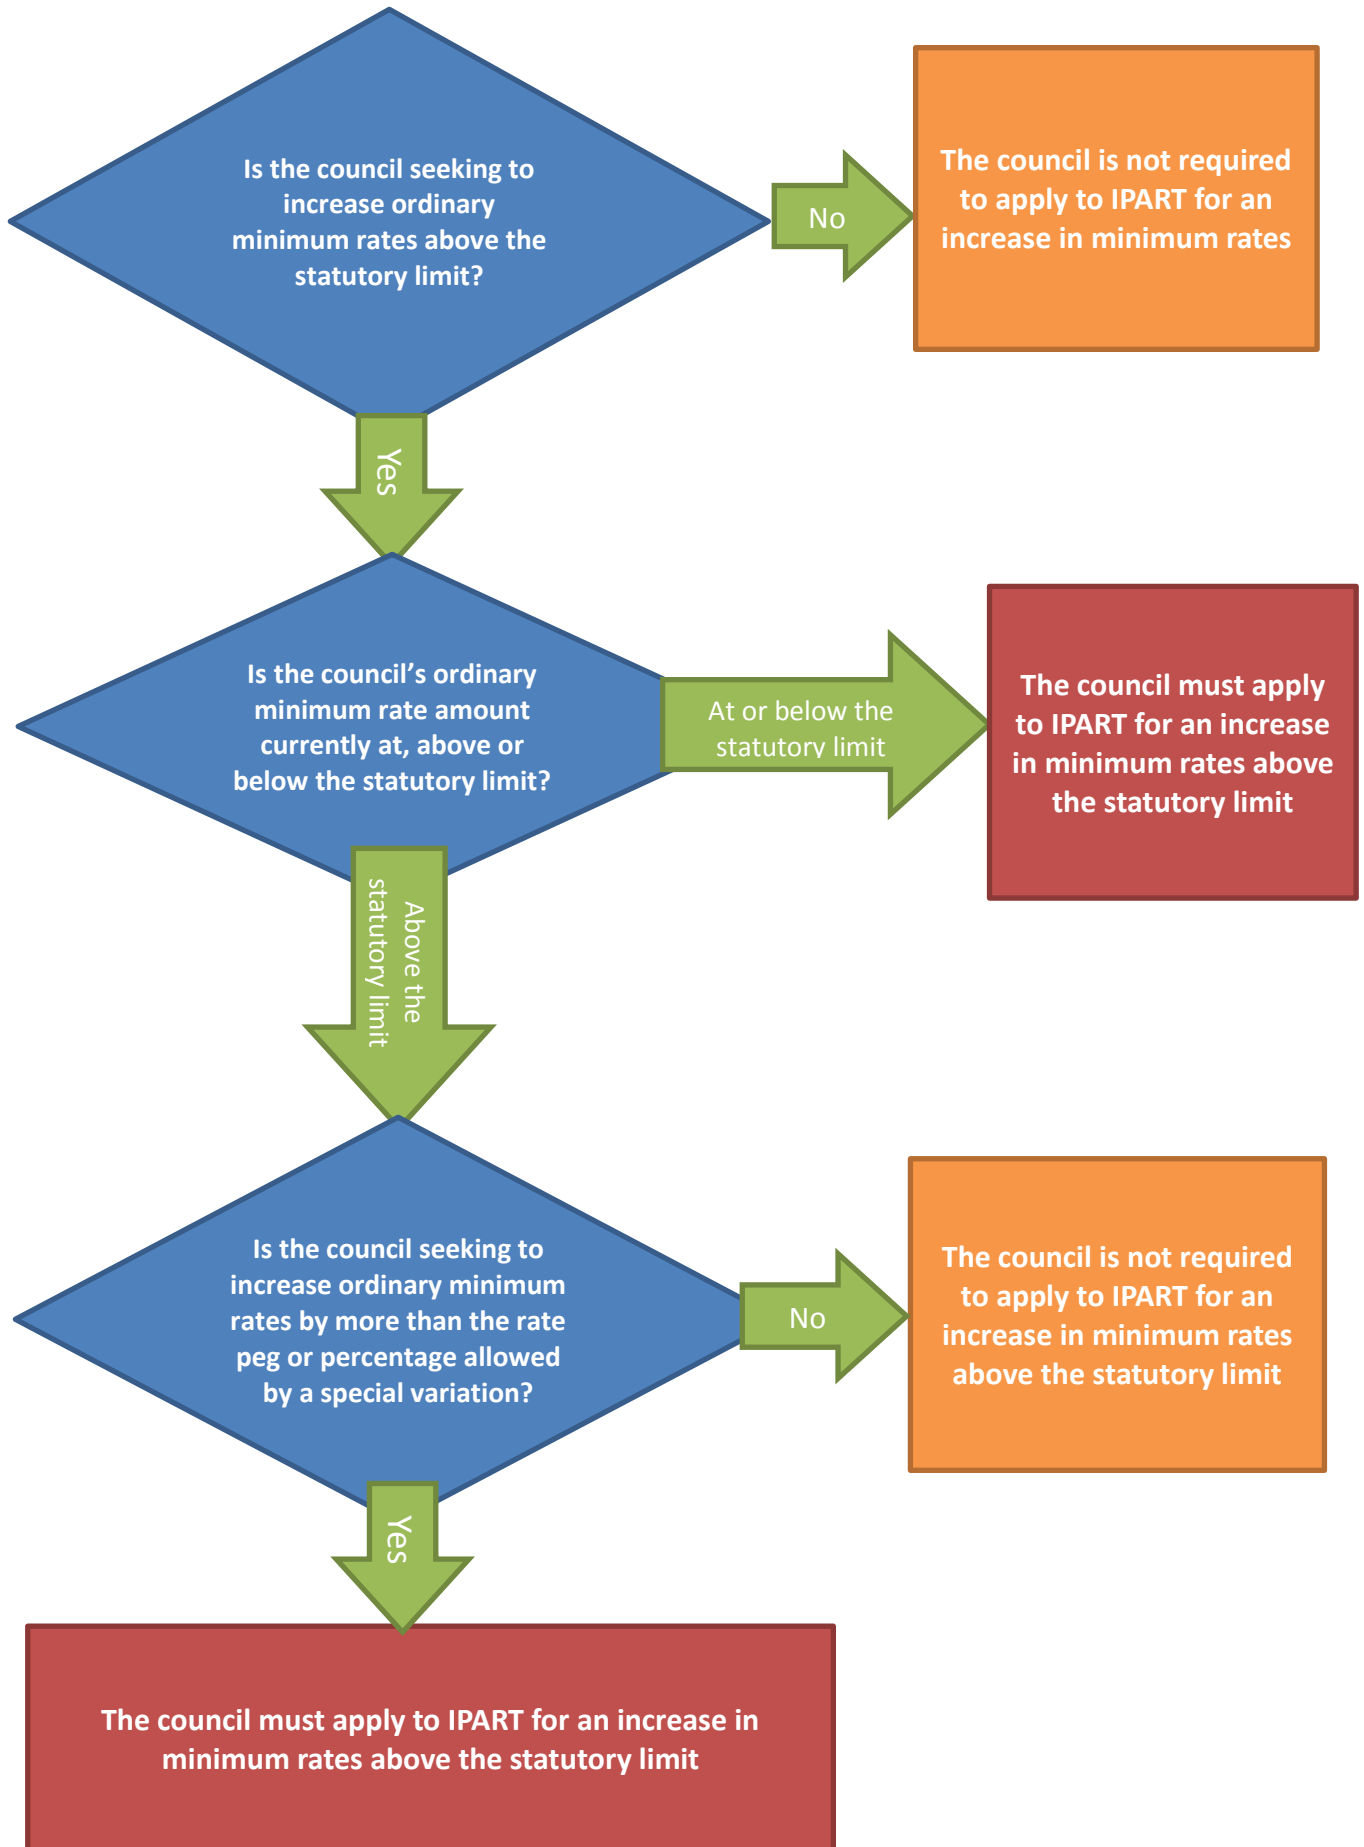 Is the council seeking to
increase ordinary
minimum rates above the
statutory limit?
No
The council is not required
to apply to IPART for an
increase in minimum rates
Yes
Is the council’s ordinary
minimum rate amount
currently at, above or
below the statutory limit?
At or below the
statutory limit
The council must apply
to IPART for an increase
in minimum rates above
the statutory limit
Above the
statutory limit
Is the council seeking to
increase ordinary minimum
rates by more than the rate
peg or percentage allowed
by a special variation?
No
The council is not required
to apply to IPART for an
increase in minimum rates
above the statutory limit
Yes
The council must apply to IPART for an increase in
minimum rates above the statutory limit